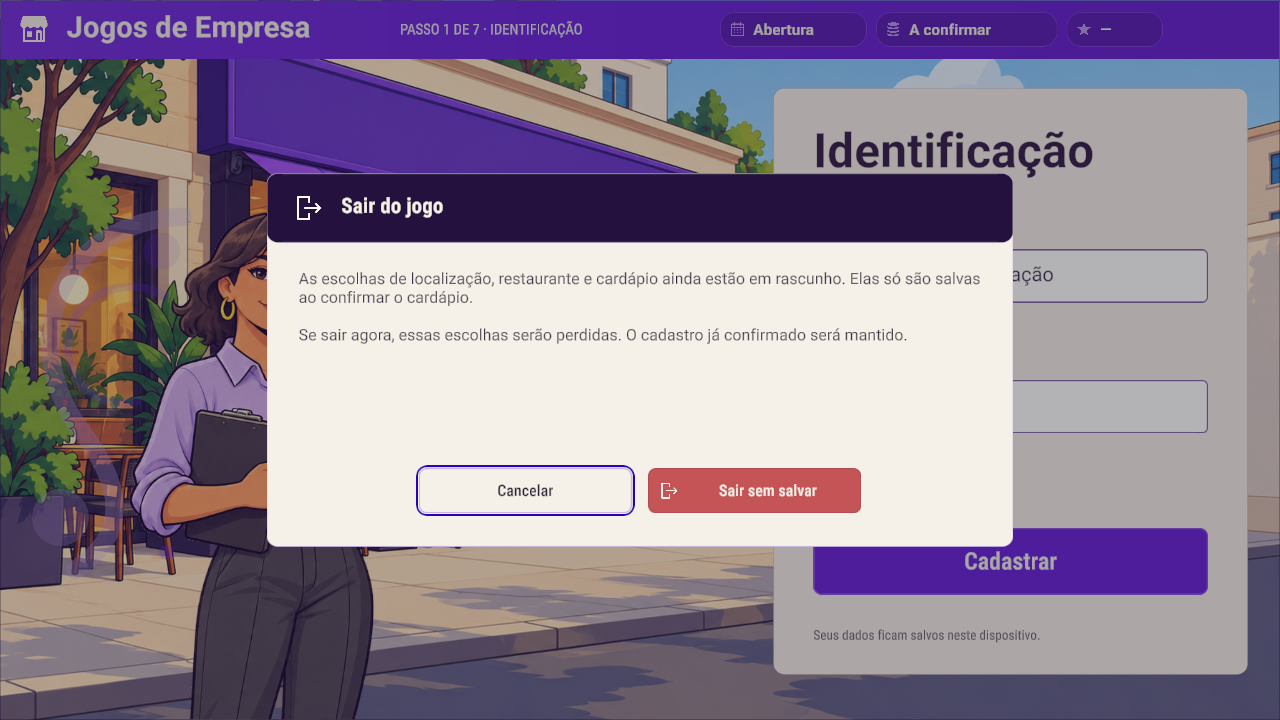 Jogos de Empresa
PASSO 1 DE 7 · IDENTIFICAÇÃO
Abertura
A confirmar
–
Identificação
Sair do jogo
As escolhas de localização, restaurante e cardápio ainda estão em rascunho. Elas só são salvas
ao confirmar o cardápio.
Se sair agora, essas escolhas serão perdidas. O cadastro já confirmado será mantido.
Cancelar
Sair sem salvar
Cadastrar
Seus dados ficam salvos neste dispositivo.